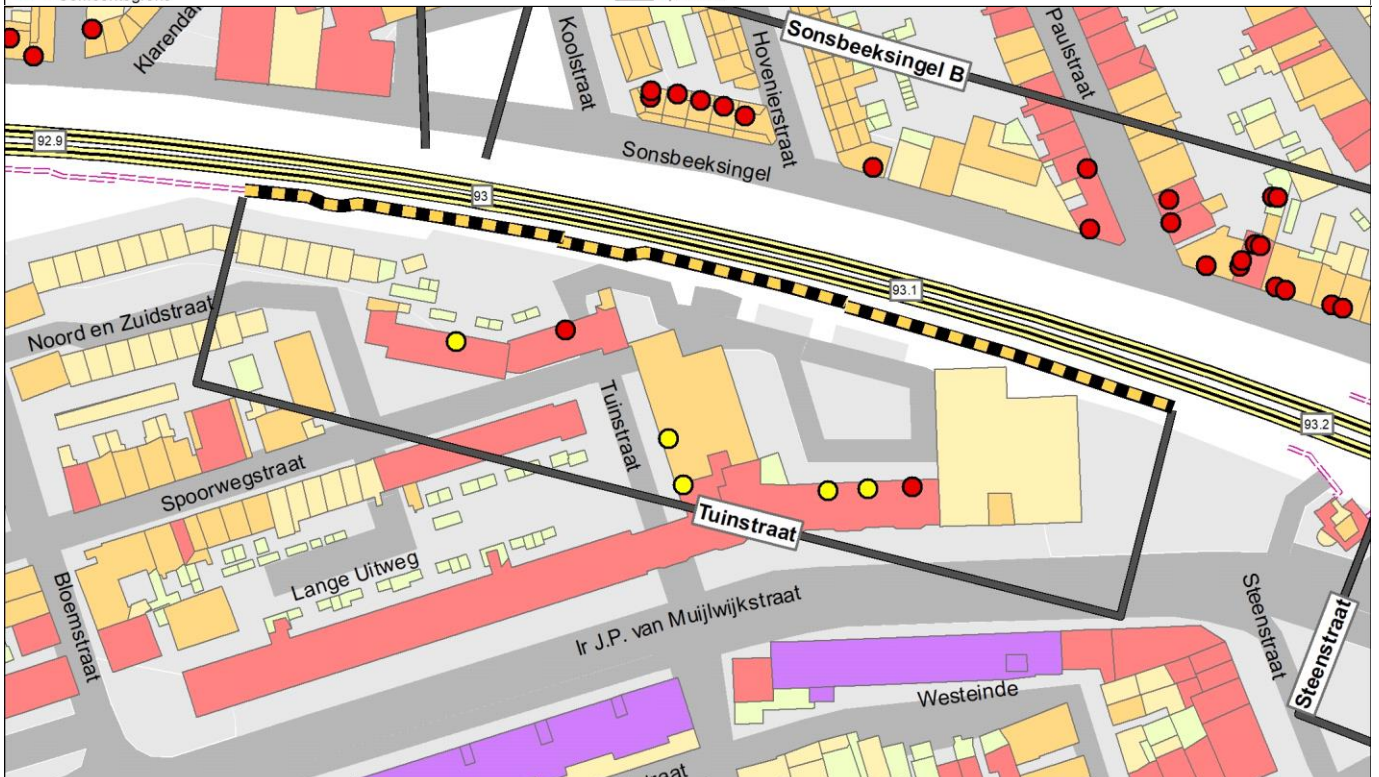 Klarendal
Koolstraat
Hovenierstraat
Sonsbeeksingel B
Paulstraat
92.9
Sonsbeeksingel
93
93.1
Noord en Zuidstraat
Tuinstraat
93.2
Spoorwegstraat
Tuinstraat
Lange Uitweg
Bloemstraat
Ir J.P. van Muijlwijkstraat
Steenstraat
Steenstraat
Westeinde